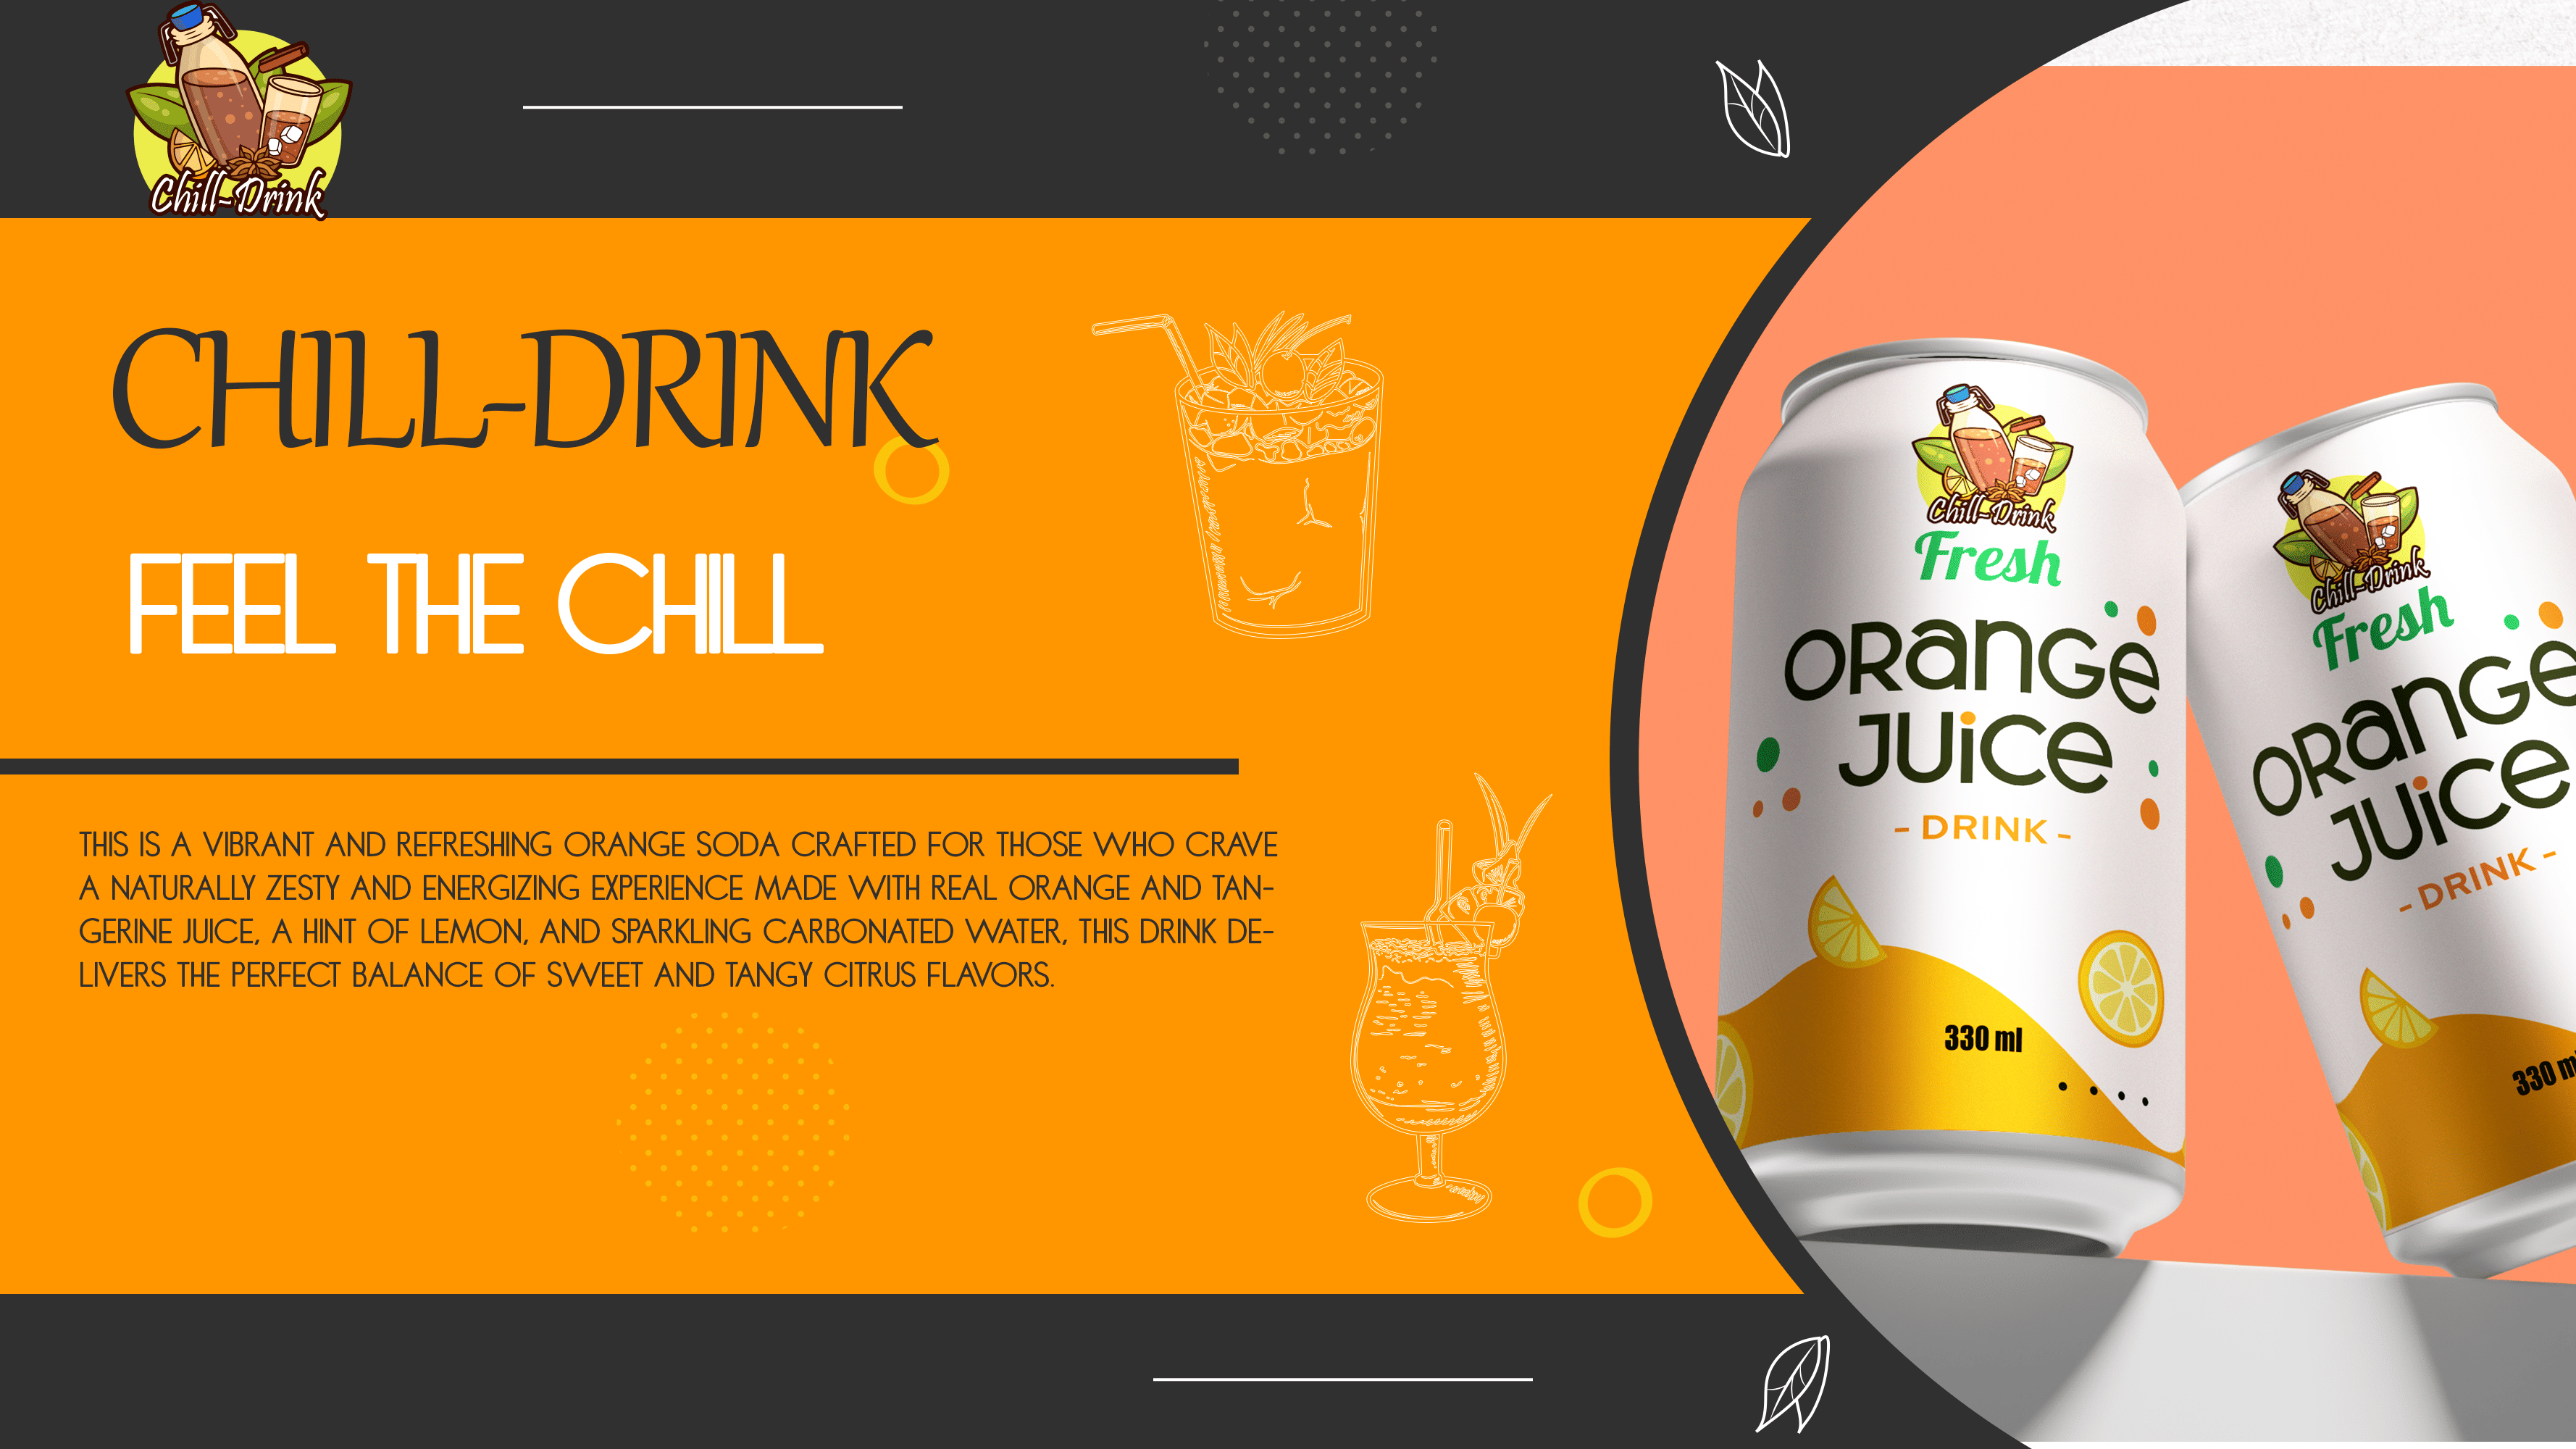 Chill-Drink
CHILL-DRINK
FEEL THE CHILL
THIS IS A VIBRANT AND REFRESHING ORANGE SODA CRAFTED FOR THOSE WHO CRAVE
A NATURALLY ZESTY AND ENERGIZING EXPERIENCE MADE WITH REAL ORANGE AND TAN-
GERINE JUICE, A HINT OF LEMON, AND SPARKLING CARBONATED WATER, THIS DRINK DE-
LIVERS THE PERFECT BALANCE OF SWEET AND TANGY CITRUS FLAVORS.
Chill-Drink
Fresh
ORanGe
JUice
- DRINK -
330 ml
Chill-Drink
Fresh
ORanGe
JUice
- DRINK -
330 ml